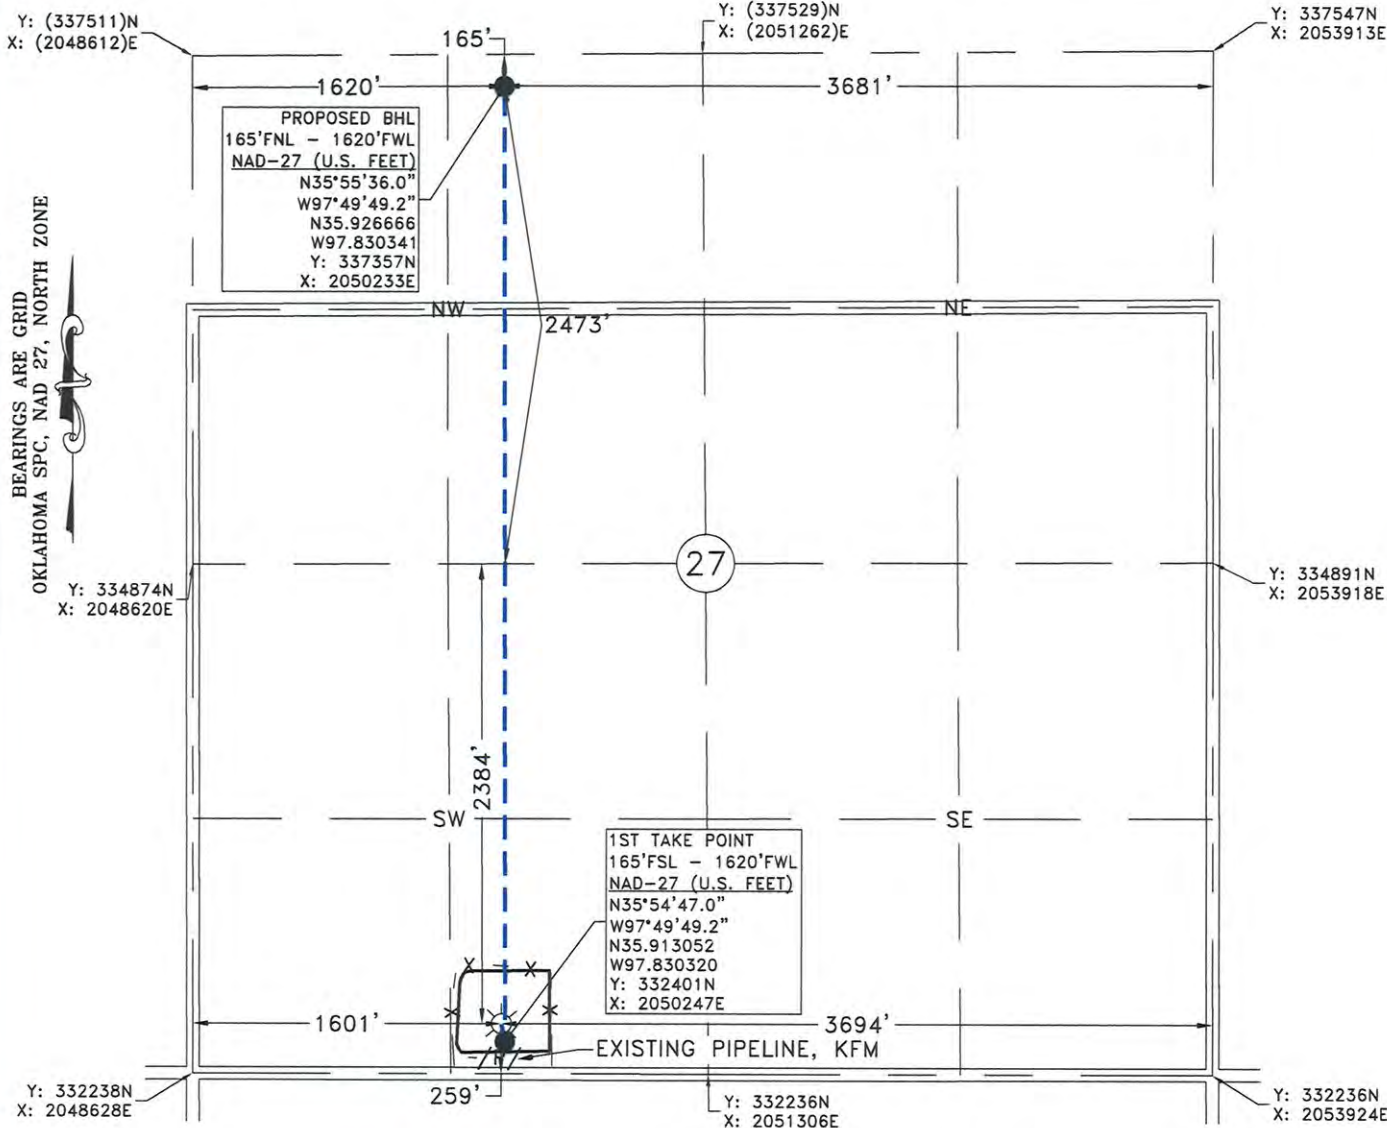 Y: (337511)N
X: (2048612)E
Y: (337529)N
X: (2051262)E
Y: 337547N
X: 2053913E
165'
1620'
3681'
PROPOSED BHL
165'FNL - 1620'FWL
NAD-27 (U.S. FEET)
N35°55'36.0"
W97°49'49.2"
N35.926666
W97.830341
Y: 337357N
X: 2050233E
BEARINGS ARE GRID
OKLAHOMA SPC, NAD 27, NORTH ZONE
NW
NE
2473'
27
Y: 334874N
X: 2048620E
Y: 334891N
X: 2053918E
2384'
SW
SE
1ST TAKE POINT
165'FSL - 1620'FWL
NAD-27 (U.S. FEET)
N35°54'47.0"
W97°49'49.2"
N35.913052
W97.830320
Y: 332401N
X: 2050247E
1601'
3694'
EXISTING PIPELINE, KFM
259'
Y: 332238N
X: 2048628E
Y: 332236N
X: 2051306E
Y: 332236N
X: 2053924E